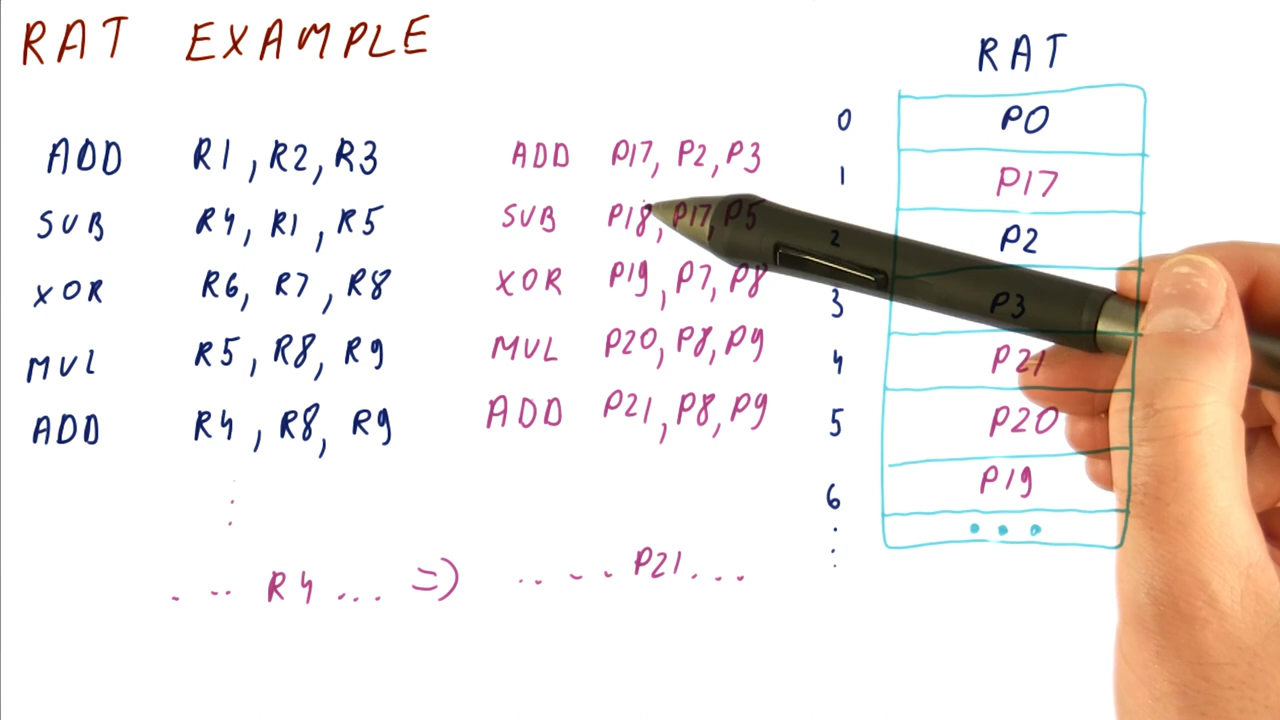 RAT EXAMPLE
RAT
ADD R1, R2, R3
SUB R4, R1, R5
XOR R6, R7, R8
MUL R5, R8, R9
ADD R4, R8, R9
ADD P17, P2, P3
SUB P18, P17, P5
XOR P19, P7, P8
MUL P20, P8, P9
ADD P21, P8, P9
... R4 ... => .... P21...
0 P0
1 P17
2 P2
3 P3
4 P21
5 P20
6 P19